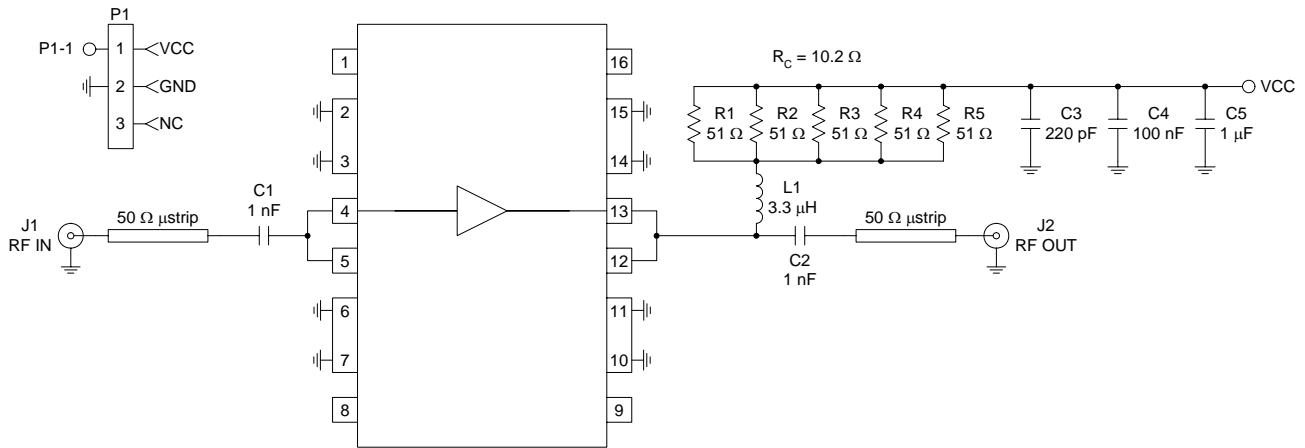 P1
P1-1
1
VCC
2
GND
3
NC
1
16
2
15
3
14
4
13
5
12
6
11
7
10
8
9
R_C = 10.2 Ω
VCC
R1
51 Ω
R2
51 Ω
R3
51 Ω
R4
51 Ω
R5
51 Ω
C3
220 pF
C4
100 nF
C5
1 μF
L1
3.3 μH
J1
RF IN
50 Ω μstrip
C1
1 nF
C2
1 nF
50 Ω μstrip
J2
RF OUT